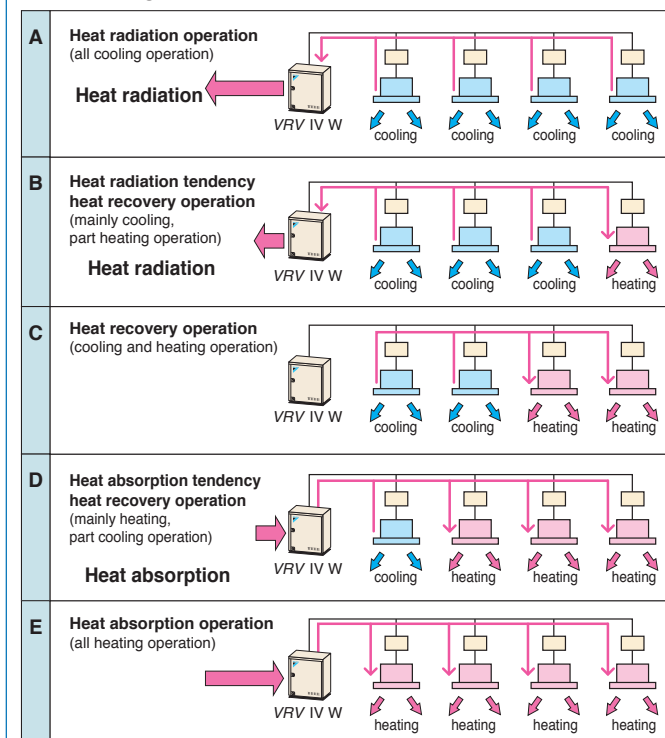 A
Heat radiation operation
(all cooling operation)
Heat radiation
VRV IV W
cooling cooling cooling cooling
B
Heat radiation tendency
heat recovery operation
(mainly cooling,
part heating operation)
Heat radiation
VRV IV W
cooling cooling cooling heating
C
Heat recovery operation
(cooling and heating operation)
VRV IV W
cooling cooling heating heating
D
Heat absorption tendency
heat recovery operation
(mainly heating,
part cooling operation)
Heat absorption
VRV IV W
cooling heating heating heating
E
Heat absorption operation
(all heating operation)
VRV IV W
heating heating heating heating